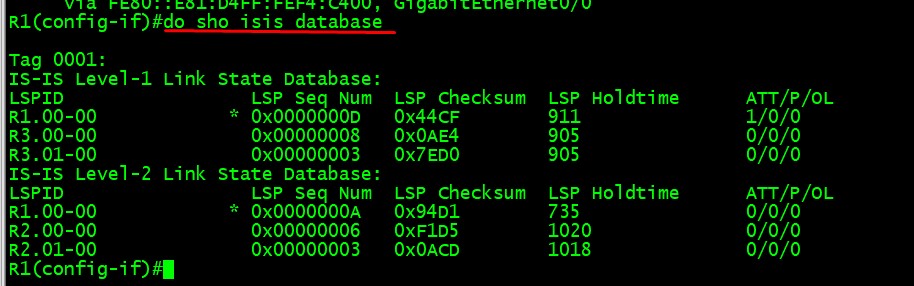 via FE80::E81:D4FF:FEF4:C400, GigabitEthernet0/0
R1(config-if)#do sho isis database
Tag 0001:
IS-IS Level-1 Link State Database:
LSPID LSP Seq Num LSP Checksum LSP Holdtime ATT/P/OL
R1.00-00 * 0x0000000D 0x44CF 911 1/0/0
R3.00-00 0x00000008 0x0AE4 905 0/0/0
R3.01-00 0x00000003 0x7ED0 905 0/0/0
IS-IS Level-2 Link State Database:
LSPID LSP Seq Num LSP Checksum LSP Holdtime ATT/P/OL
R1.00-00 * 0x0000000A 0x94D1 735 0/0/0
R2.00-00 0x00000006 0xF1D5 1020 0/0/0
R2.01-00 0x00000003 0x0ACD 1018 0/0/0
R1(config-if)#